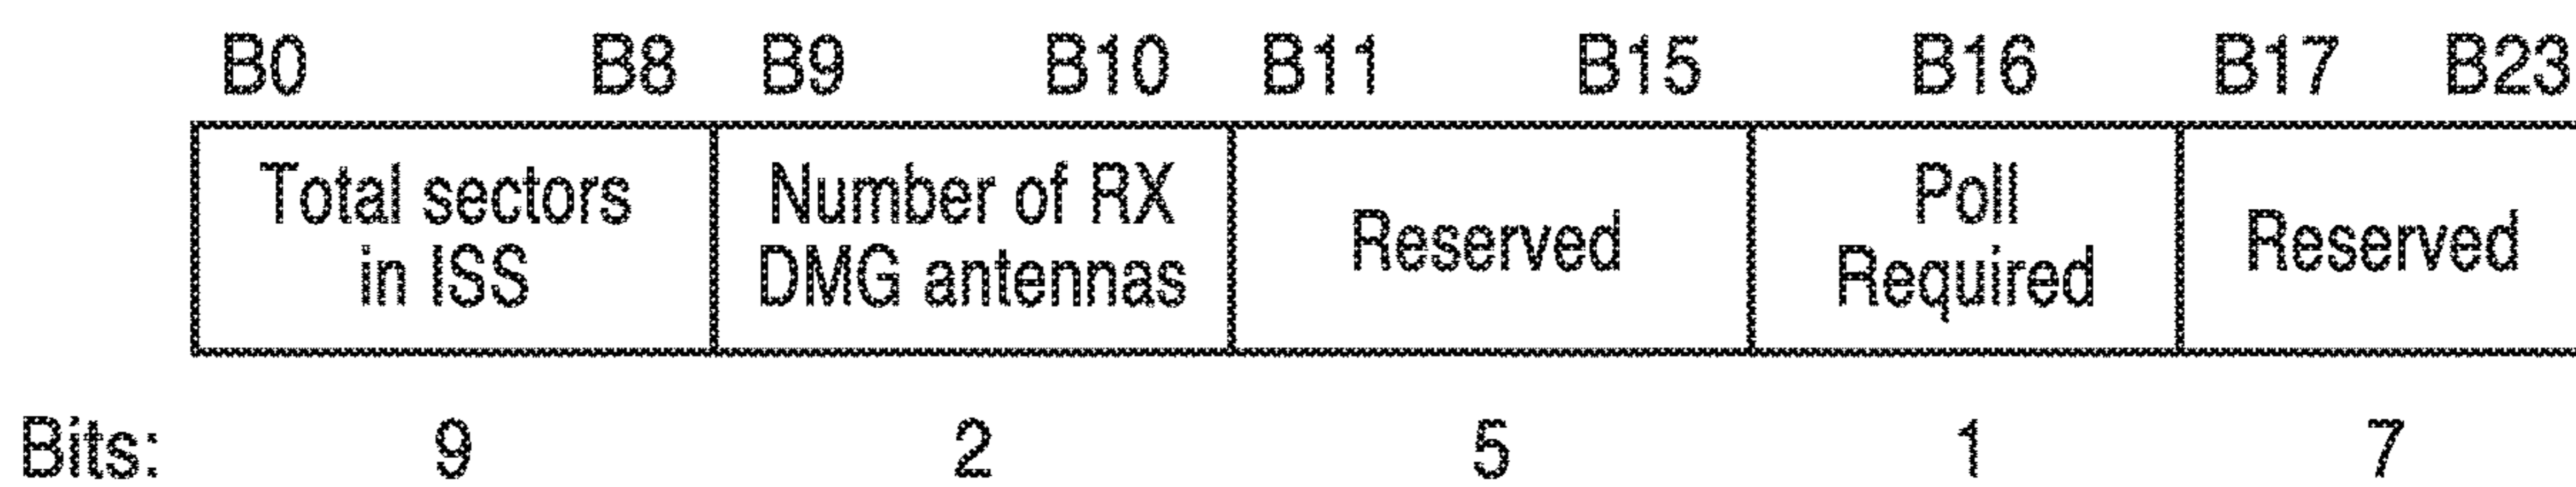 B0 B8 B9 B10 B11 B15 B16 B17 B23
Total sectors in ISS
Number of RX DMG antennas
Reserved
Poll Required
Reserved
Bits: 9 2 5 1 7